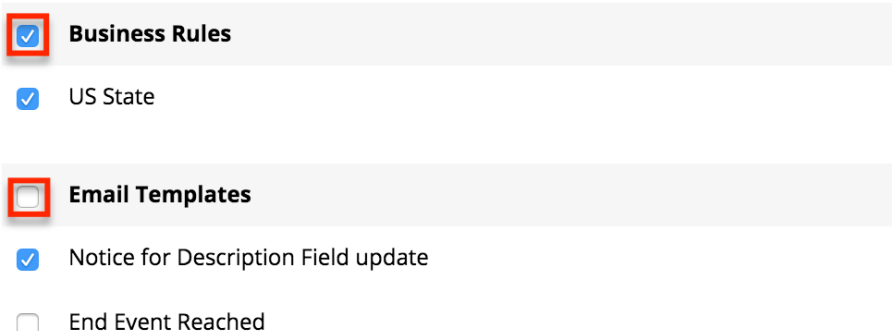 Business Rules
US State
Email Templates
Notice for Description Field update
End Event Reached